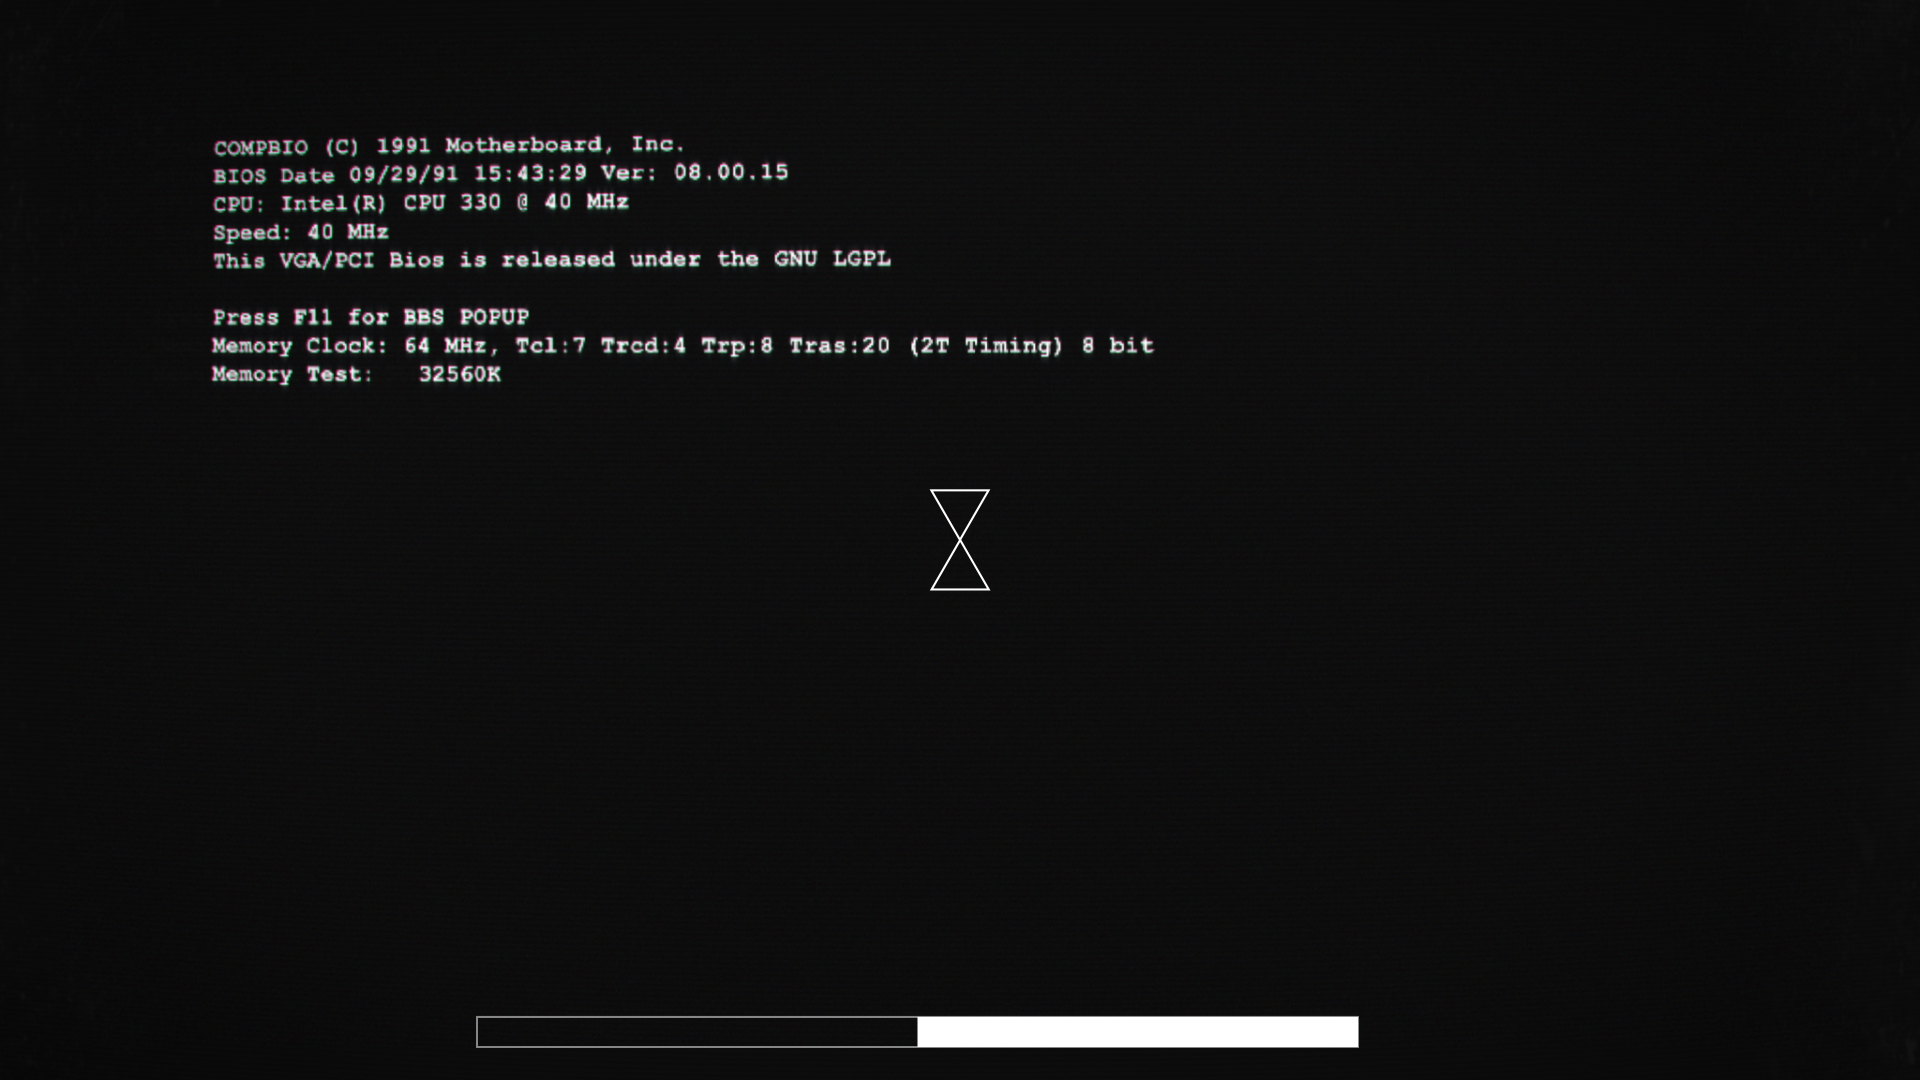 COMPBIO (C) 1991 Motherboard, Inc.
BIOS Date 09/29/91 15:43:29 Ver: 08.00.15
CPU: Intel(R) CPU 330 @ 40 MHz
Speed: 40 MHz
This VGA/PCI Bios is released under the GNU LGPL
Press F11 for BBS POPUP
Memory Clock: 64 MHz, Tcl:7 Trcd:4 Trp:8 Tras:20 (2T Timing) 8 bit
Memory Test:   32560K